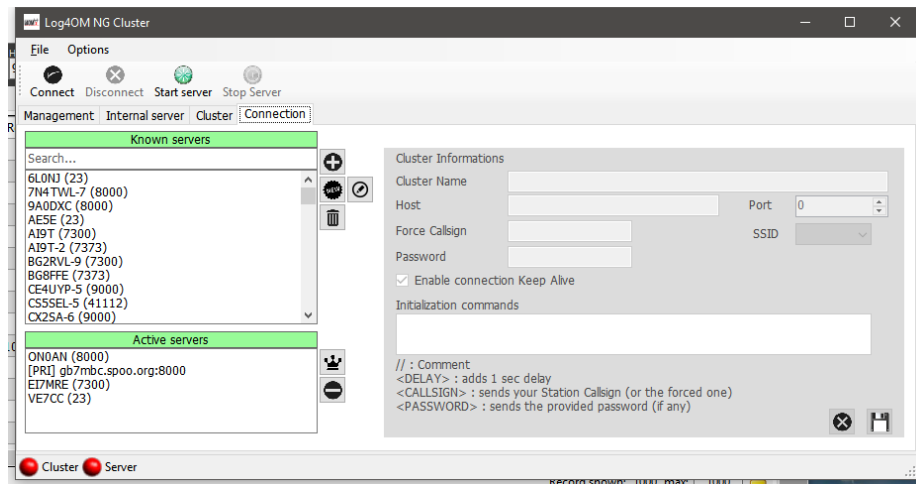 Log4OM NG Cluster
File Options
Connect Disconnect Start server Stop Server
Management Internal server Cluster Connection
Known servers
Search...
6L0NJ (23)
7N4TWL-7 (8000)
9A0DXC (8000)
AE5E (23)
AI9T (7300)
AI9T-2 (7373)
BG2RVL-9 (7300)
BG8FFE (7373)
CE4UYP-5 (9000)
CS5SEL-5 (41112)
CX2SA-6 (9000)
Active servers
ON0AN (8000)
[PRI] gb7mbc.spoo.org:8000
EI7MRE (7300)
VE7CC (23)
Cluster Informations
Cluster Name
Host Port 0
Force Callsign SSID
Password
Enable connection Keep Alive
Initialization commands
// : Comment
<DELAY> : adds 1 sec delay
<CALLSIGN> : sends your Station Callsign (or the forced one)
<PASSWORD> : sends the provided password (if any)
Cluster Server
Record shown: 1000 max: 1000